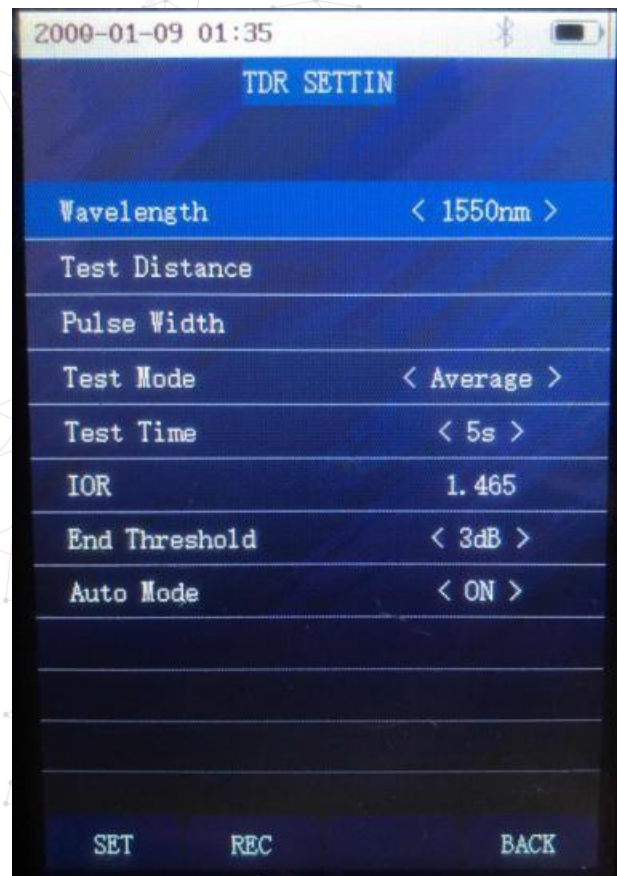 2000-01-09 01:35
TDR SETTIN
Wavelength < 1550nm >
Test Distance
Pulse Width
Test Mode < Average >
Test Time < 5s >
IOR 1.465
End Threshold < 3dB >
Auto Mode < ON >
SET REC BACK